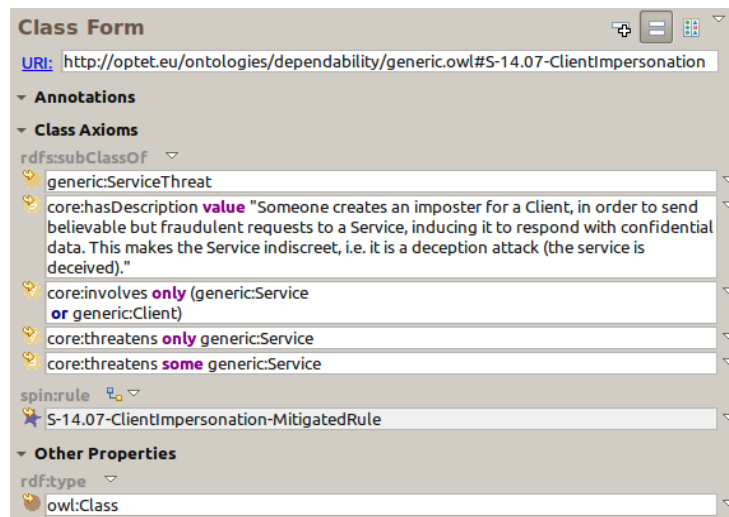 Class Form
URI: http://optet.eu/ontologies/dependability/generic.owl#S-14.07-ClientImpersonation
Annotations
Class Axioms
rdfs:subClassOf
generic:ServiceThreat
core:hasDescription value "Someone creates an imposter for a Client, in order to send
believable but fraudulent requests to a Service, inducing it to respond with confidential
data. This makes the Service indiscreet, i.e. it is a deception attack (the service is
deceived)."
core:involves only (generic:Service
or generic:Client)
core:threatens only generic:Service
core:threatens some generic:Service
spin:rule
S-14.07-ClientImpersonation-MitigatedRule
Other Properties
rdf:type
owl:Class